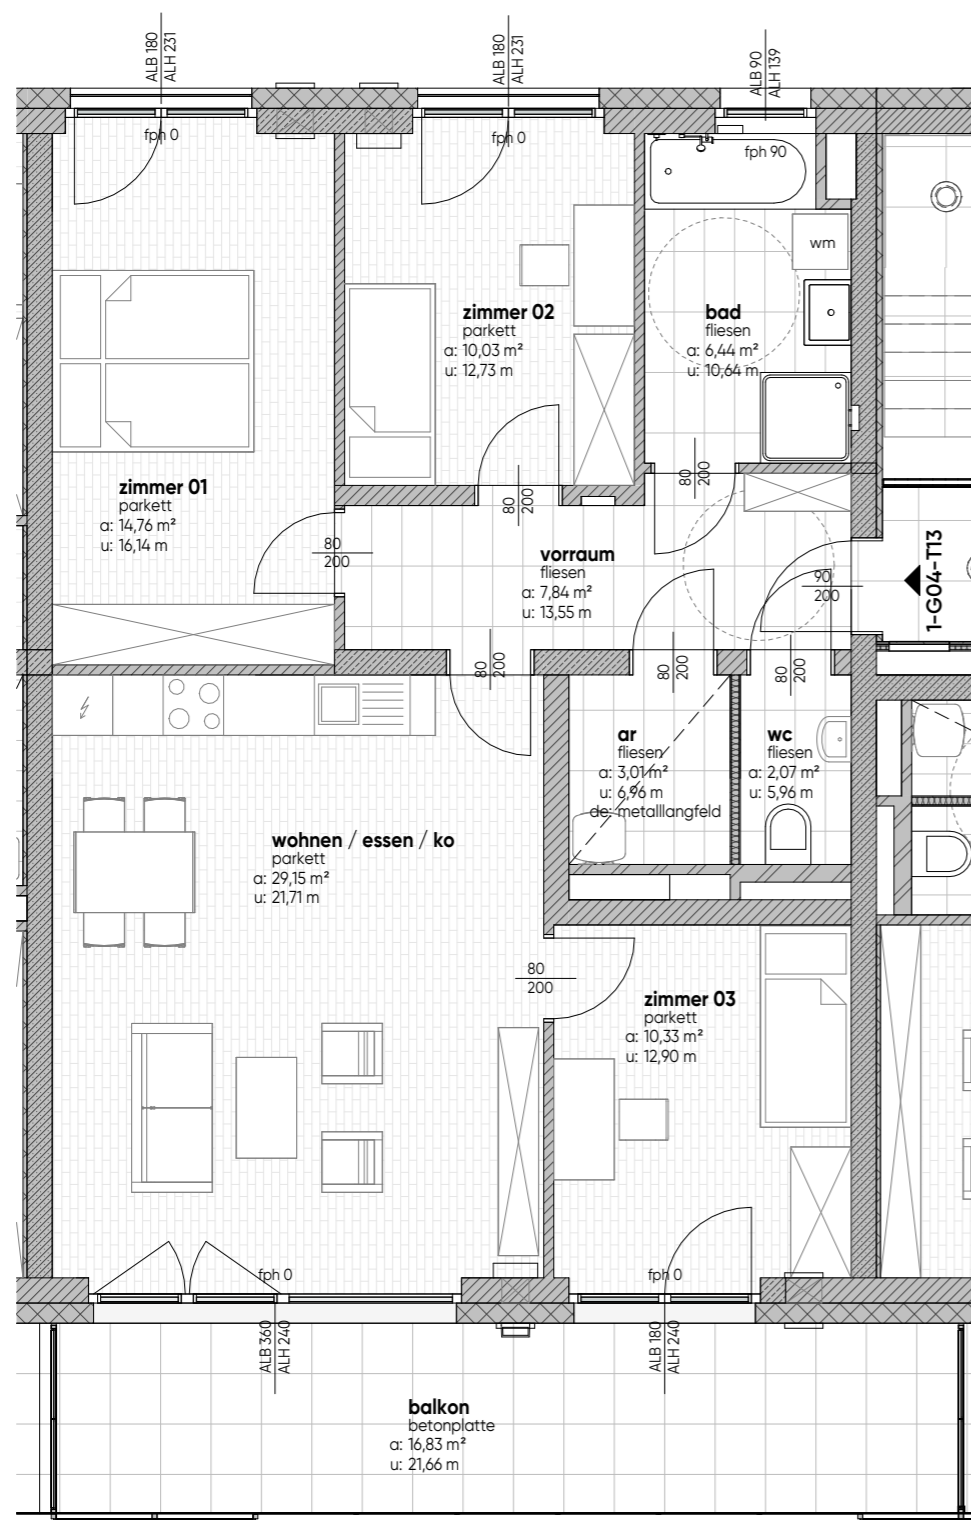 ALB 180
ALH 231
ALB 180
ALH 231
ALB 90
ALH 139
fph 0
fph 0
fph 90
wm
zimmer 02
parkett
a: 10,03 m²
u: 12,73 m
bad
fliesen
a: 6,44 m²
u: 10,64 m
zimmer 01
parkett
a: 14,76 m²
u: 16,14 m
80
200
80
200
80
200
vorraum
fliesen
a: 7,84 m²
u: 13,55 m
90
200
1-G04-T13
80
200
80
200
80
200
ar
fliesen
a: 3,01 m²
u: 6,96 m
de: metalllangfeld
wc
fliesen
a: 2,07 m²
u: 5,96 m
wohnen / essen / ko
parkett
a: 29,15 m²
u: 21,71 m
80
200
zimmer 03
parkett
a: 10,33 m²
u: 12,90 m
fph 0
fph 0
ALB 360
ALH 240
ALB 180
ALH 240
balkon
betonplatte
a: 16,83 m²
u: 21,66 m